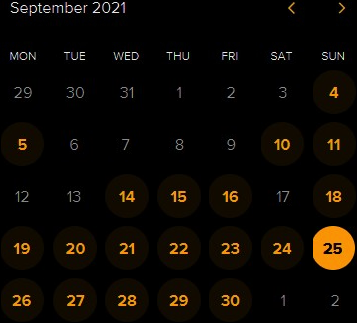 September 2021
MON TUE WED THU FRI SAT SUN
29 30 31 1 2 3 4
5 6 7 8 9 10 11
12 13 14 15 16 17 18
19 20 21 22 23 24 25
26 27 28 29 30 1 2